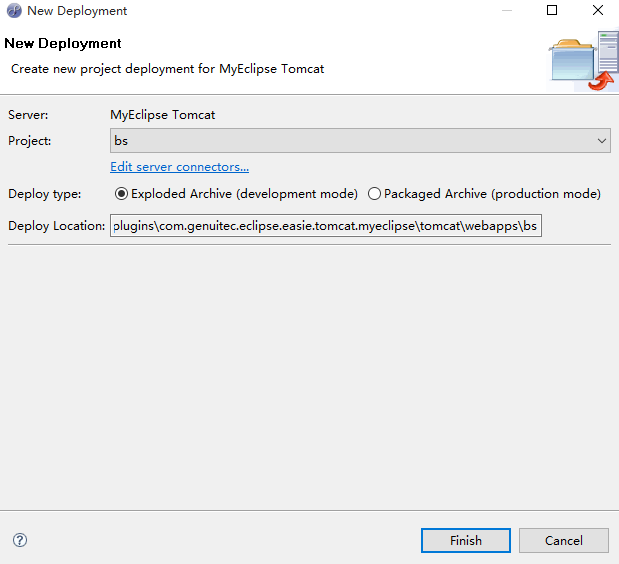 New Deployment
New Deployment
Create new project deployment for MyEclipse Tomcat
Server: MyEclipse Tomcat
Project: bs
Edit server connectors...
Deploy type: Exploded Archive (development mode) Packaged Archive (production mode)
Deploy Location: plugins\com.genuitec.eclipse.easie.tomcat.myeclipse\tomcat\webapps\bs
? Finish Cancel